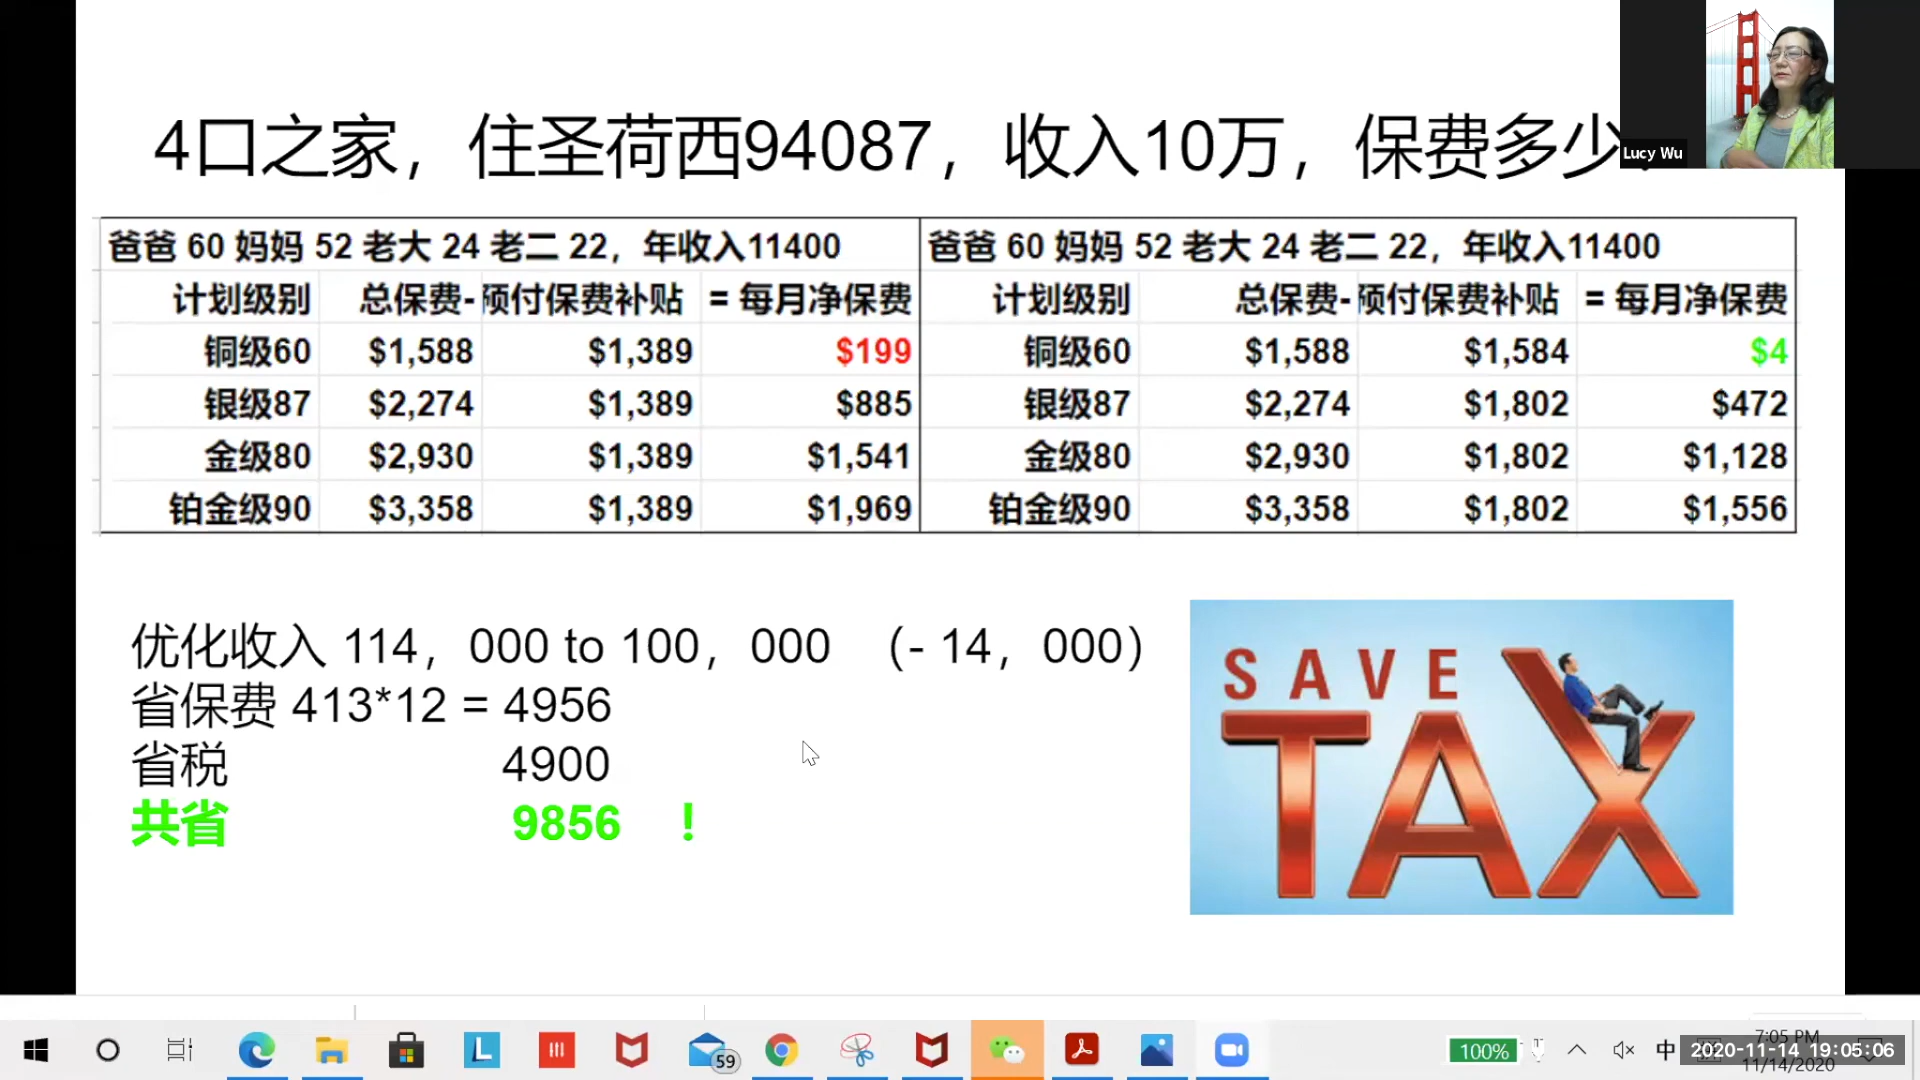 4口之家，住圣荷西94087，收入10万，保费多少
Lucy Wu
爸爸 60 妈妈 52 老大 24 老二 22，年收入11400 爸爸 60 妈妈 52 老大 24 老二 22，年收入11400
计划级别 总保费- 预付保费补贴 = 每月净保费 计划级别 总保费- 预付保费补贴 = 每月净保费
铜级60 $1,588 $1,389 $199 铜级60 $1,588 $1,584 $4
银级87 $2,274 $1,389 $885 银级87 $2,274 $1,802 $472
金级80 $2,930 $1,389 $1,541 金级80 $2,930 $1,802 $1,128
铂金级90 $3,358 $1,389 $1,969 铂金级90 $3,358 $1,802 $1,556
优化收入 114，000 to 100，000 （- 14，000）
省保费 413*12 = 4956
省税 4900
共省 9856 ！
SAVE
TAX
59
100%
中
7:05 PM
2020-11-14 19:05:06
11/14/2020